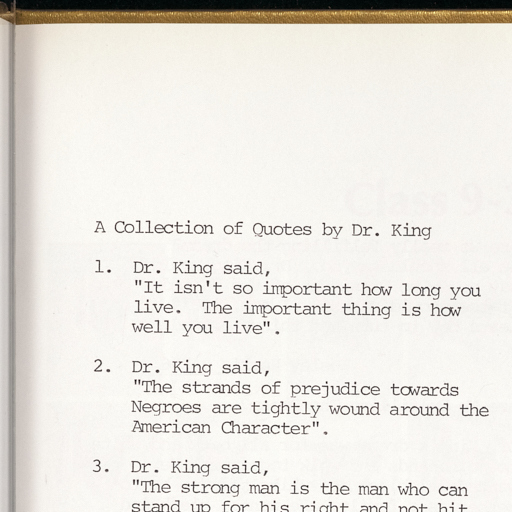 A Collection of Quotes by Dr. King
1. Dr. King said,
"It isn't so important how long you
live. The important thing is how
well you live".
2. Dr. King said,
"The strands of prejudice towards
Negroes are tightly wound around the
American Character".
3. Dr. King said,
"The strong man is the man who can
stand up for his right and not hit